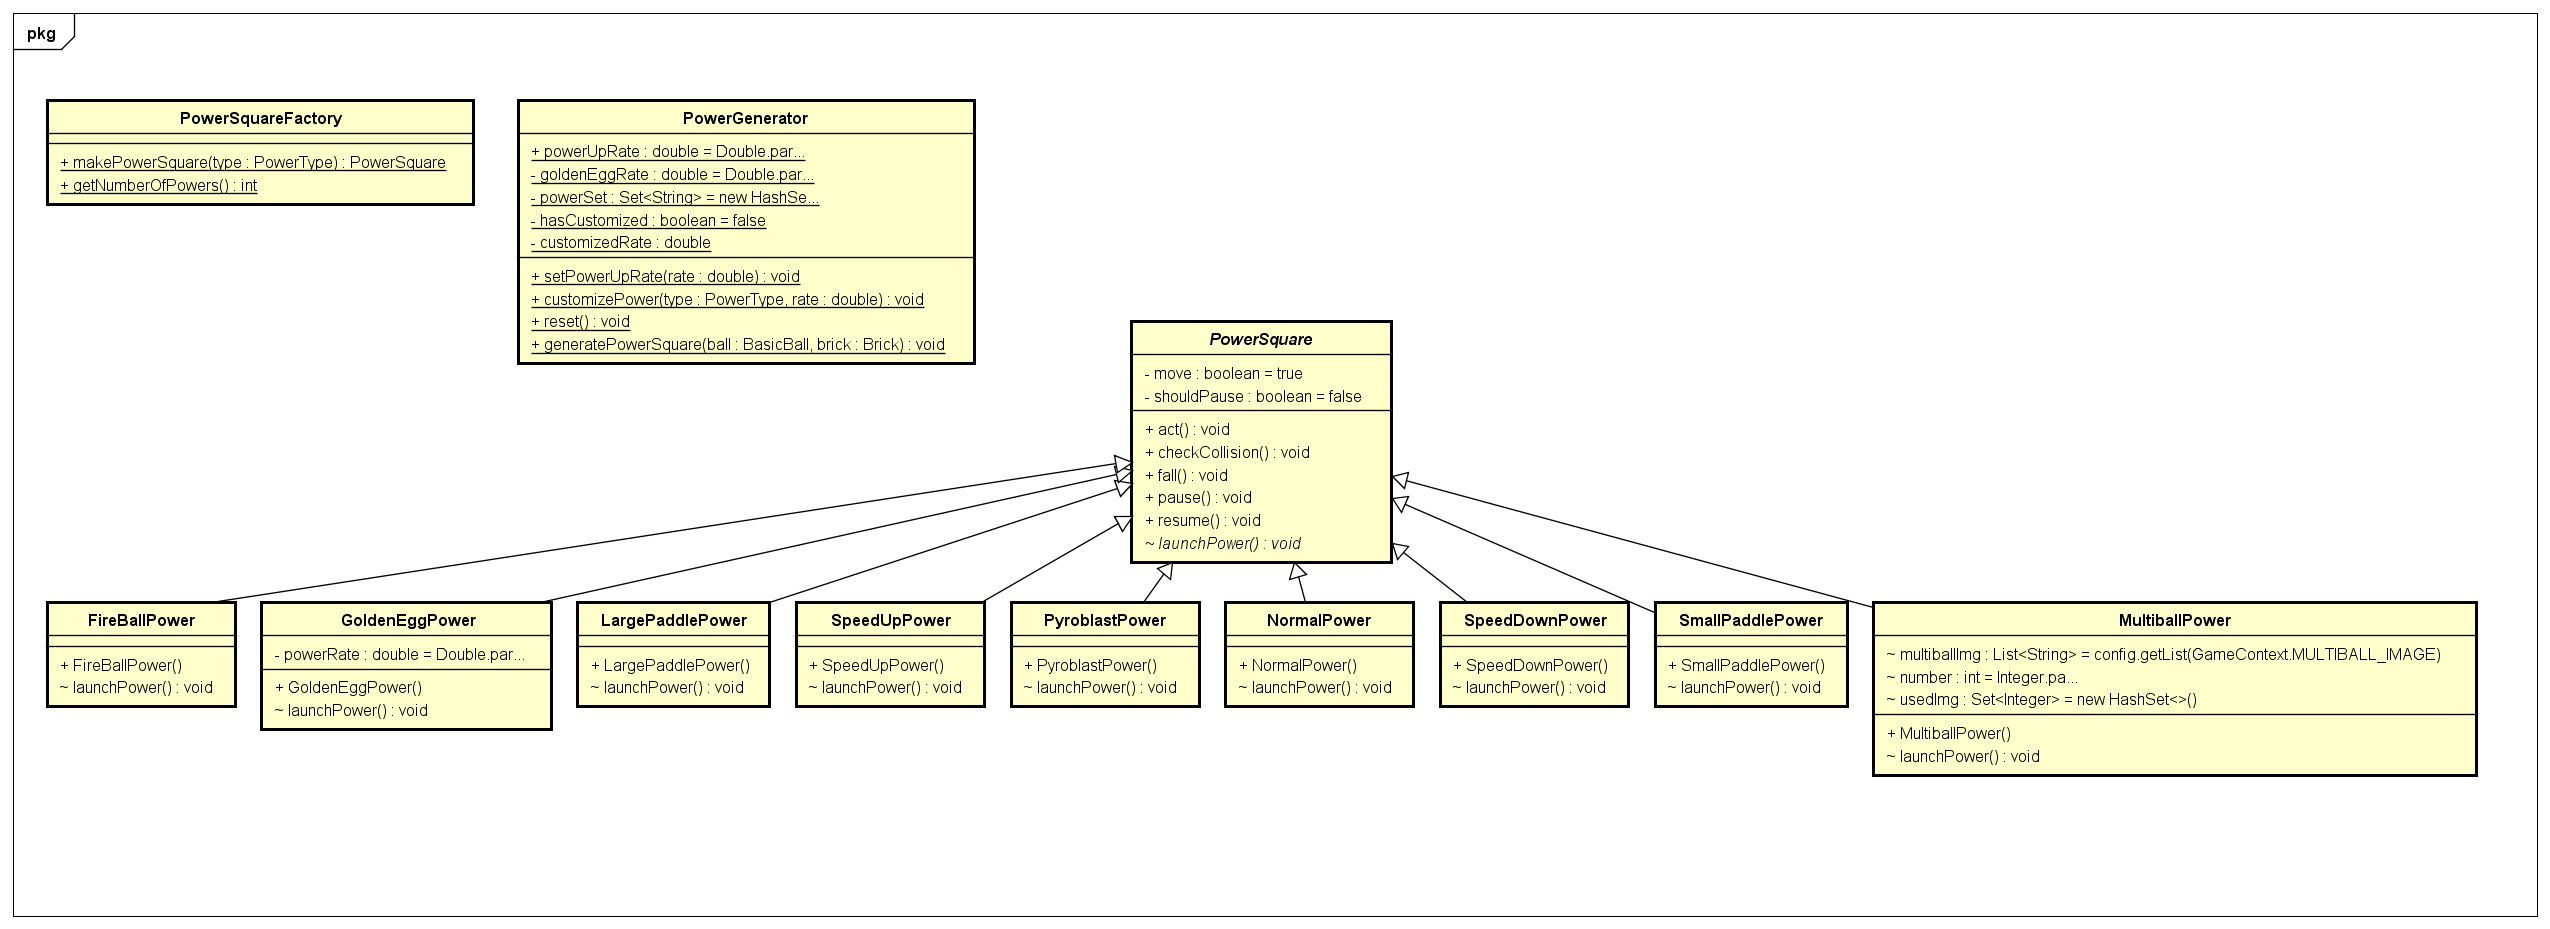 pkg
PowerSquareFactory
+ makePowerSquare(type : PowerType) : PowerSquare
+ getNumberOfPowers() : int
PowerGenerator
+ powerUpRate : double = Double.par...
- goldenEggRate : double = Double.par...
- powerSet : Set<String> = new HashSe...
- hasCustomized : boolean = false
- customizedRate : double
+ setPowerUpRate(rate : double) : void
+ customizePower(type : PowerType, rate : double) : void
+ reset() : void
+ generatePowerSquare(ball : BasicBall, brick : Brick) : void
PowerSquare
- move : boolean = true
- shouldPause : boolean = false
+ act() : void
+ checkCollision() : void
+ fall() : void
+ pause() : void
+ resume() : void
~ launchPower() : void
FireBallPower
+ FireBallPower()
~ launchPower() : void
GoldenEggPower
- powerRate : double = Double.par...
+ GoldenEggPower()
~ launchPower() : void
LargePaddlePower
+ LargePaddlePower()
~ launchPower() : void
SpeedUpPower
+ SpeedUpPower()
~ launchPower() : void
PyroblastPower
+ PyroblastPower()
~ launchPower() : void
NormalPower
+ NormalPower()
~ launchPower() : void
SpeedDownPower
+ SpeedDownPower()
~ launchPower() : void
SmallPaddlePower
+ SmallPaddlePower()
~ launchPower() : void
MultiballPower
~ multiballImg : List<String> = config.getList(GameContext.MULTIBALL_IMAGE)
~ number : int = Integer.pa...
~ usedImg : Set<Integer> = new HashSet<>()
+ MultiballPower()
~ launchPower() : void